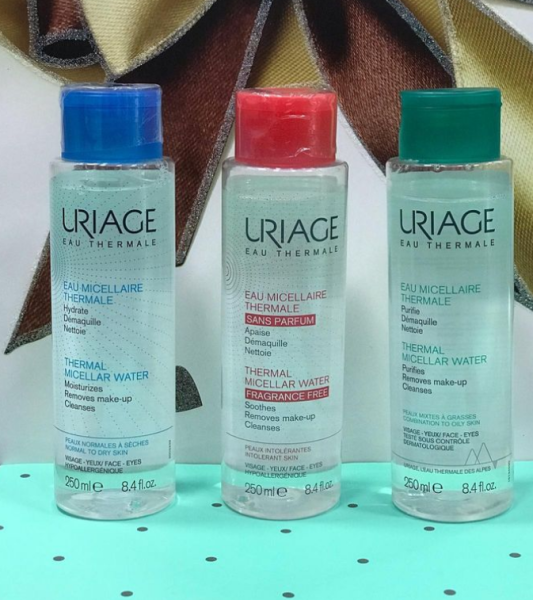 URIAGE
EAU THERMALE
EAU MICELLAIRE
THERMALE
Hydrate
Démaquille
Nettoie
THERMAL
MICELLAR WATER
Moisturizes
Removes make-up
Cleanses
PEAUX NORMALES À SÈCHES
NORMAL TO DRY SKIN
VISAGE - YEUX/ FACE - EYES
HYPOALLERGÉNIQUE
250 ml e 8.4 fl.oz.
URIAGE
EAU THERMALE
EAU MICELLAIRE
THERMALE
SANS PARFUM
Apaise
Démaquille
Nettoie
THERMAL
MICELLAR WATER
FRAGRANCE FREE
Soothes
Removes make-up
Cleanses
PEAUX INTOLÉRANTES
INTOLERANT SKIN
VISAGE - YEUX/ FACE - EYES
HYPOALLERGÉNIQUE
250 ml e 8.4 fl.oz.
URIAGE
EAU THERMALE
EAU MICELLAIRE
THERMALE
Purifie
Démaquille
Nettoie
THERMAL
MICELLAR WATER
Purifies
Removes make-up
Cleanses
PEAUX MIXTES À GRASSES
COMBINATION TO OILY SKIN
VISAGE - YEUX/ FACE - EYES
TESTÉ SOUS CONTRÔLE
DERMATOLOGIQUE
URIAGE, L'EAU THERMALE DES ALPES
250 ml e 8.4 fl.oz.